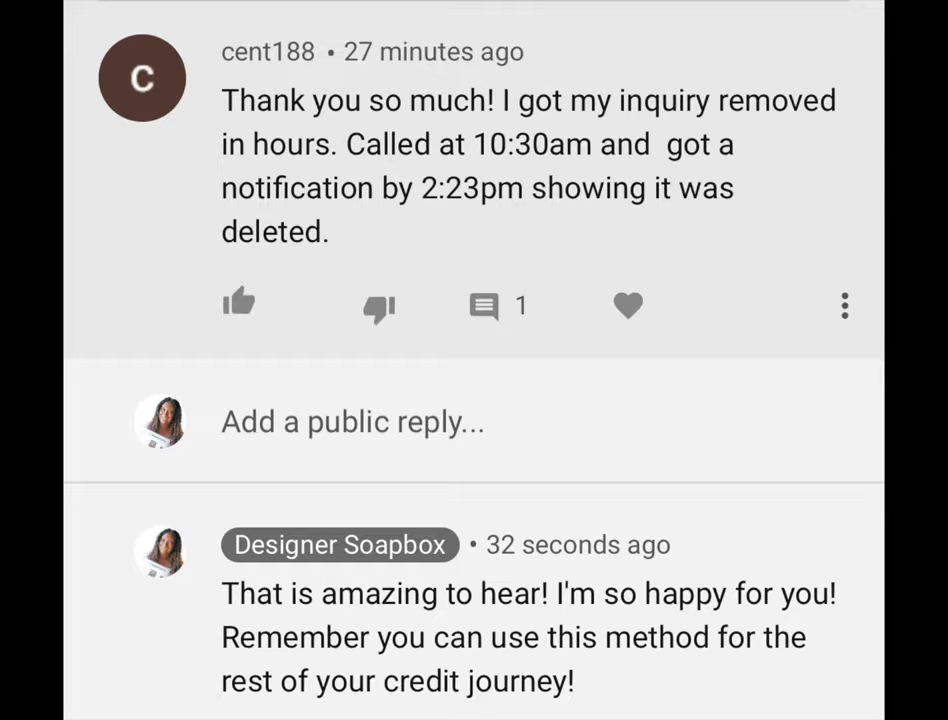 C
cent188 • 27 minutes ago
Thank you so much! I got my inquiry removed
in hours. Called at 10:30am and  got a
notification by 2:23pm showing it was
deleted.
1
Add a public reply...
Designer Soapbox • 32 seconds ago
That is amazing to hear! I'm so happy for you!
Remember you can use this method for the
rest of your credit journey!